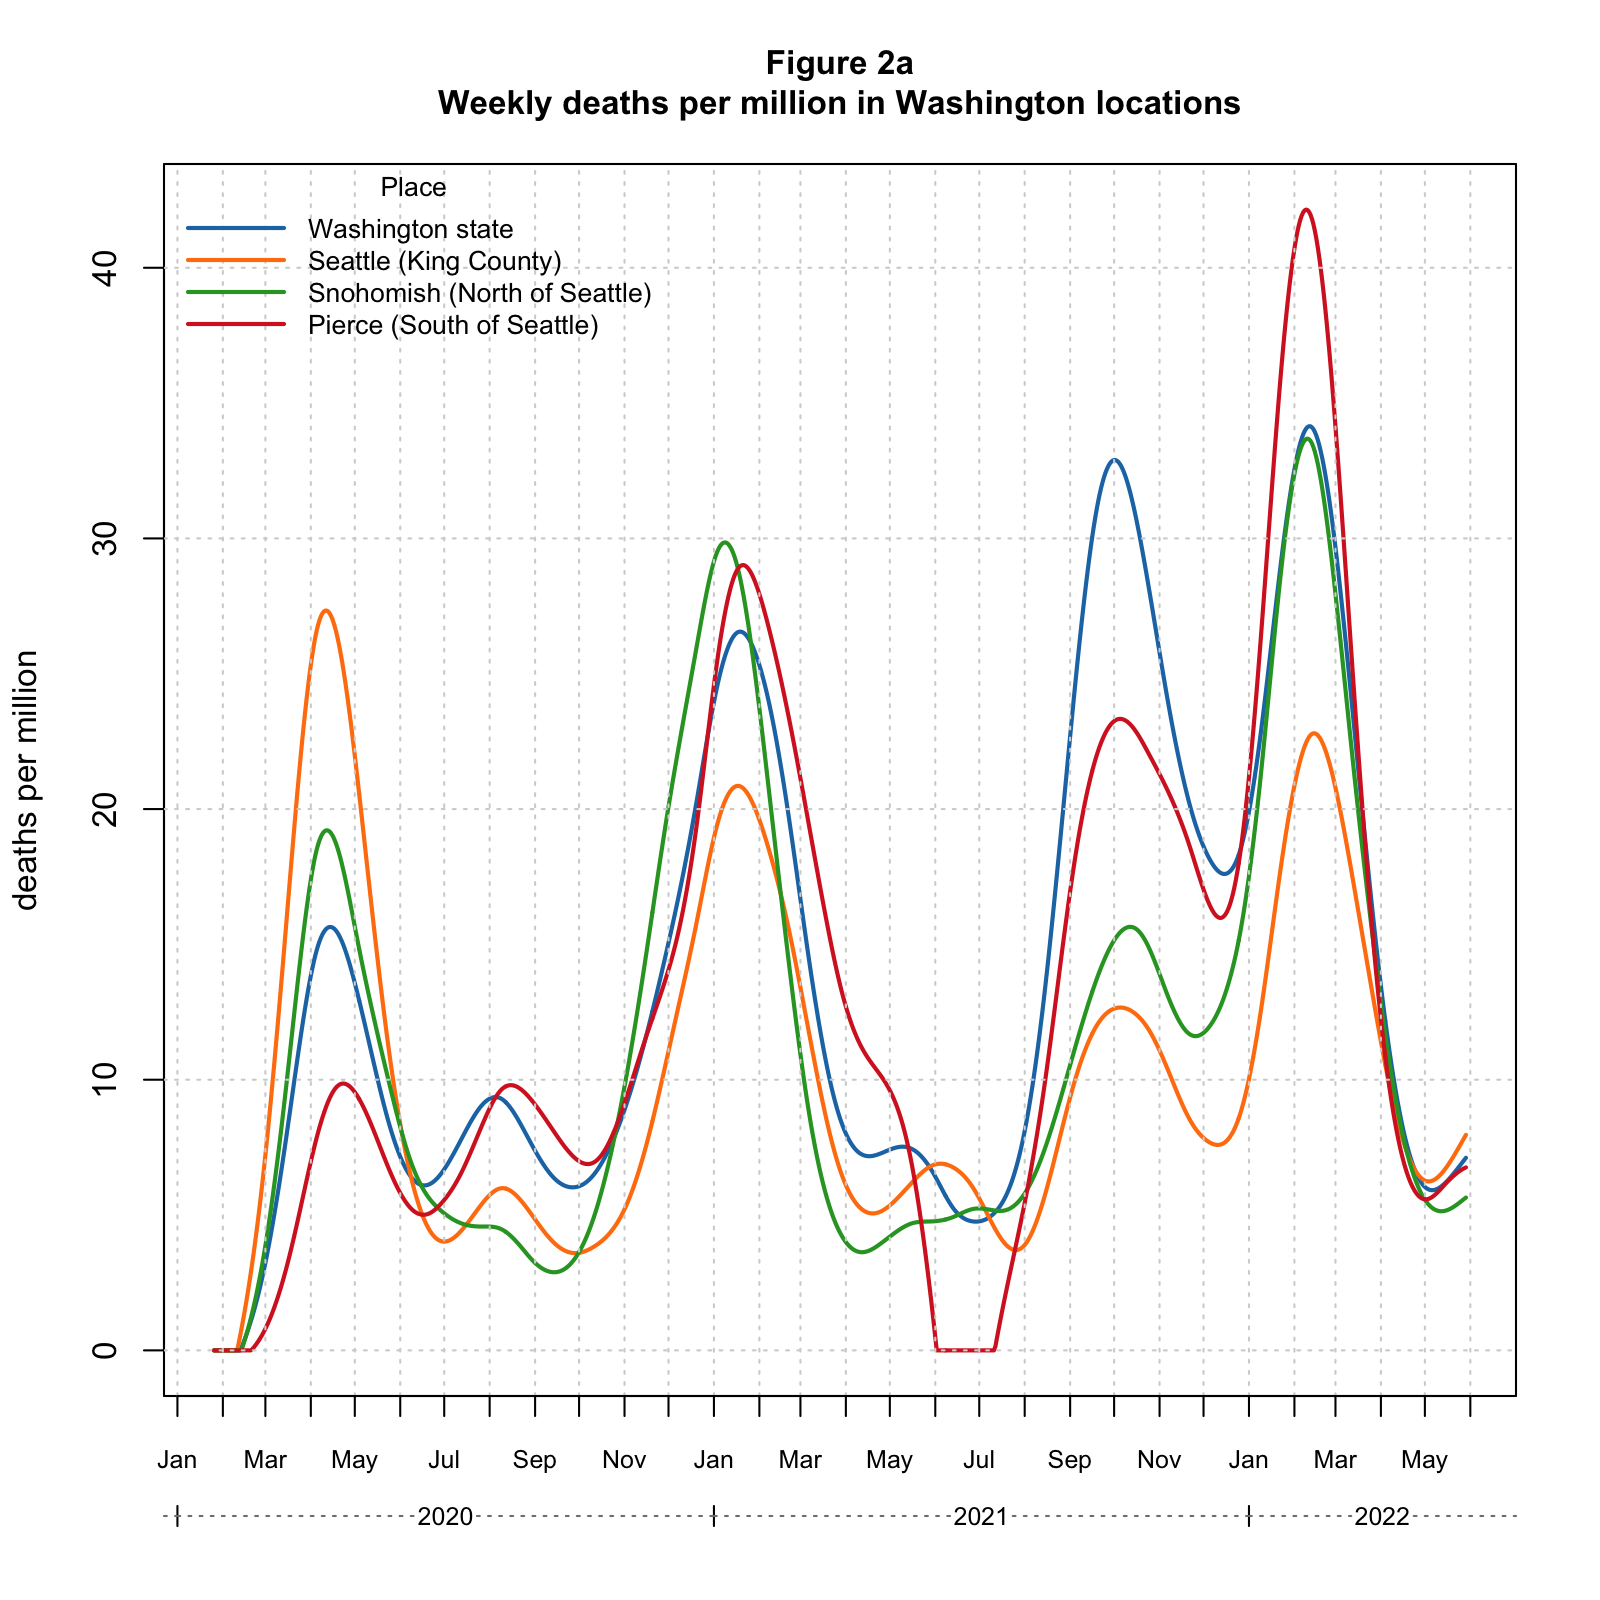 Figure 2a
Weekly deaths per million in Washington locations
Place
Washington state
Seattle (King County)
Snohomish (North of Seattle)
Pierce (South of Seattle)
deaths per million
40
30
20
10
0
Jan Mar May Jul Sep Nov Jan Mar May Jul Sep Nov Jan Mar May
2020 2021 2022